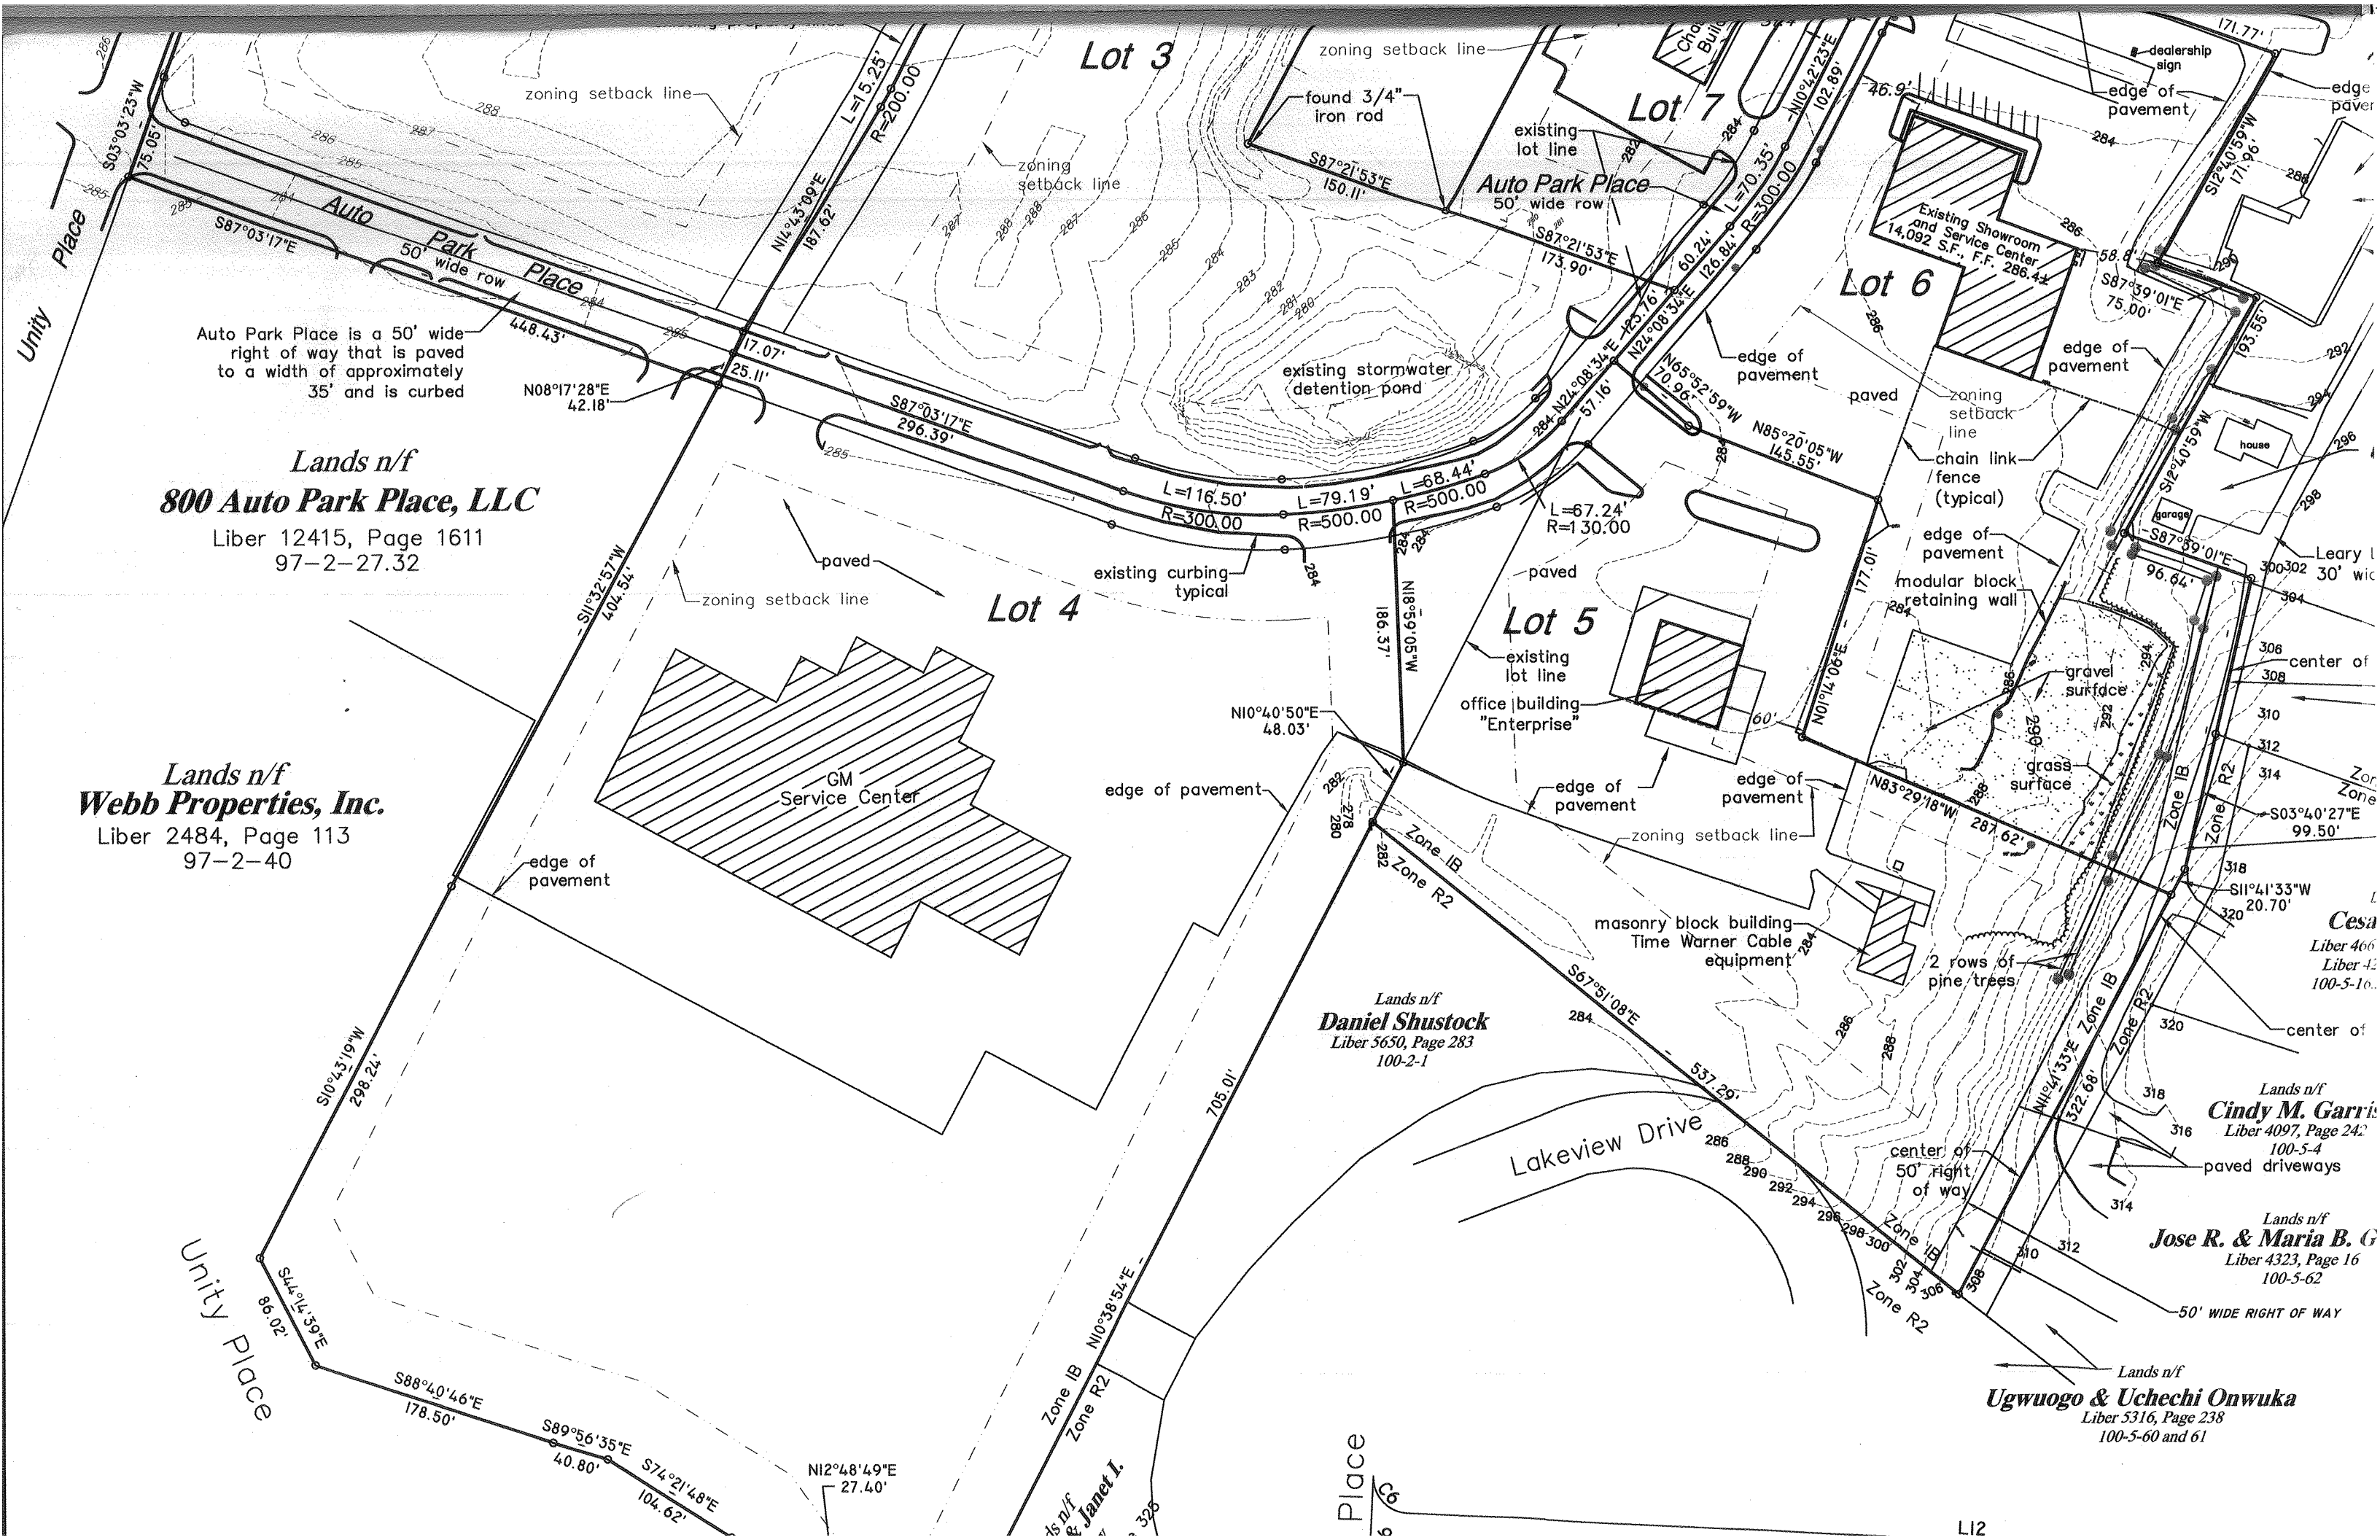 Lot 3
zoning setback line
zoning setback line
zoning
setback line
zoning setback line
L=15.25'
R=200.00
S03°03'23"W
75.05'
N14°43'09"E
187.62'
found 3/4"
iron rod
Lot 7
existing
lot line
Auto Park Place
50' wide row
S87°21'53"E
150.11'
S87°21'53"E
173.90'
N10°42'23"E
102.89'
L=70.35'
R=300.00
46.9'
60.24'
126.84'
125.76'
N24°08'34"E
N24°08'34"E
57.16'
dealership
sign
171.77'
edge of
pavement
edge
S12°40'59"W
171.96'
Existing Showroom
and Service Center
14,092 S.F., F.F. 286.4±
58.8'
S87°39'01"E
75.00'
193.55'
Lot 6
Unity
Place
S87°03'17"E
448.43'
Auto
Park
Place
50' wide row
Auto Park Place is a 50' wide
right of way that is paved
to a width of approximately
35' and is curbed
17.07'
25.11'
N08°17'28"E
42.18'
S87°03'17"E
296.39'
existing stormwater
detention pond
edge of
pavement
N65°52'59"W
70.96'
paved
zoning
setback
line
edge of
pavement
N85°20'05"W
145.55'
chain link
fence
(typical)
S12°40'59"W
house
garage
S87°39'01"E
96.64'
Leary
L=116.50'
R=300.00
L=79.19'
R=500.00
L=68.44'
R=500.00
L=67.24'
R=130.00
Lands n/f
800 Auto Park Place, LLC
Liber 12415, Page 1611
97-2-27.32
S11°32'57"W
404.54'
paved
zoning setback line
existing curbing
typical
Lot 4
N18°59'05"W
186.37'
paved
Lot 5
existing
lot line
office building
"Enterprise"
60'
177.01'
N01°14'06"E
edge of
pavement
modular block
retaining wall
gravel
surface
grass
surface
center of
N10°40'50"E
48.03'
GM
Service Center
Lands n/f
Webb Properties, Inc.
Liber 2484, Page 113
97-2-40
edge of
pavement
edge of pavement
edge of
pavement
edge of
pavement
zoning setback line
N83°29'18"W
287.62'
Zone IB
Zone R2
S03°40'27"E
99.50'
S11°41'33"W
20.70'
Zone IB
Zone R2
masonry block building
Time Warner Cable
equipment
2 rows of
pine trees
Liber 466
100-5-16
center of
Lands n/f
Daniel Shustock
Liber 5650, Page 283
100-2-1
S67°51'08"E
537.29'
Zone IB
Zone R2
N11°41'33"E
322.68'
S10°43'19"W
298.24'
705.01'
N10°38'54"E
Lakeview Drive
center of
50' right
of way
Lands n/f
Cindy M. Garris
Liber 4097, Page 242
100-5-4
paved driveways
Lands n/f
Jose R. & Maria B. G
Liber 4323, Page 16
100-5-62
Zone IB
Zone R2
50' WIDE RIGHT OF WAY
Unity Place
S44°14'39"E
86.02'
S88°40'46"E
178.50'
S89°56'35"E
40.80'
S74°21'48"E
104.62'
N12°48'49"E
27.40'
Zone IB
Zone R2
& Janet I.
Place
C6
L12
Lands n/f
Ugwuogo & Uchechi Onwuka
Liber 5316, Page 238
100-5-60 and 61